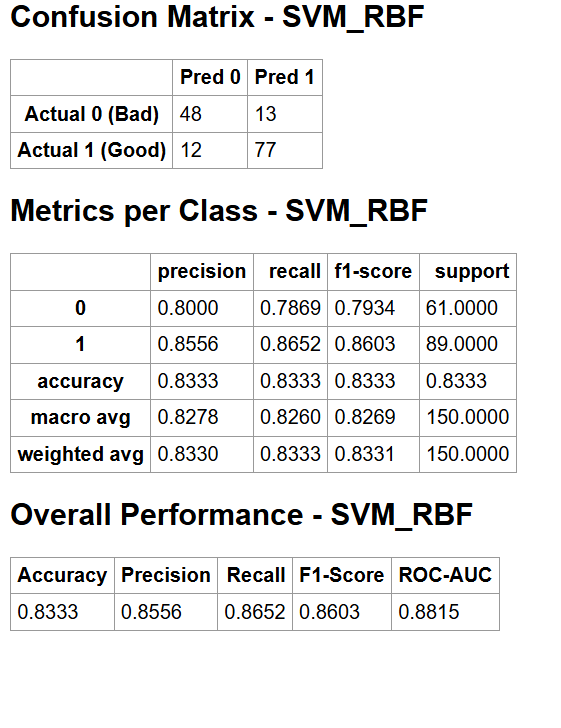 Confusion Matrix - SVM_RBF
Pred 0 Pred 1
Actual 0 (Bad) 48 13
Actual 1 (Good) 12 77
Metrics per Class - SVM_RBF
precision recall f1-score support
0 0.8000 0.7869 0.7934 61.0000
1 0.8556 0.8652 0.8603 89.0000
accuracy 0.8333 0.8333 0.8333 0.8333
macro avg 0.8278 0.8260 0.8269 150.0000
weighted avg 0.8330 0.8333 0.8331 150.0000
Overall Performance - SVM_RBF
Accuracy Precision Recall F1-Score ROC-AUC
0.8333 0.8556 0.8652 0.8603 0.8815